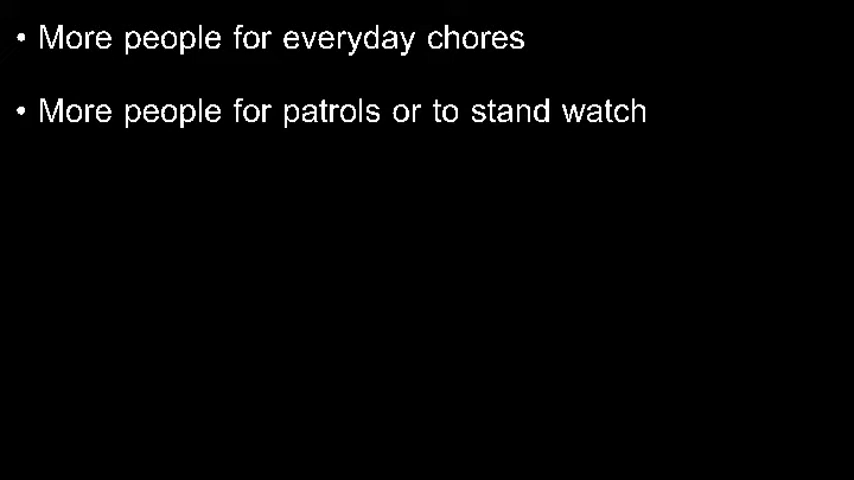 • More people for everyday chores
• More people for patrols or to stand watch